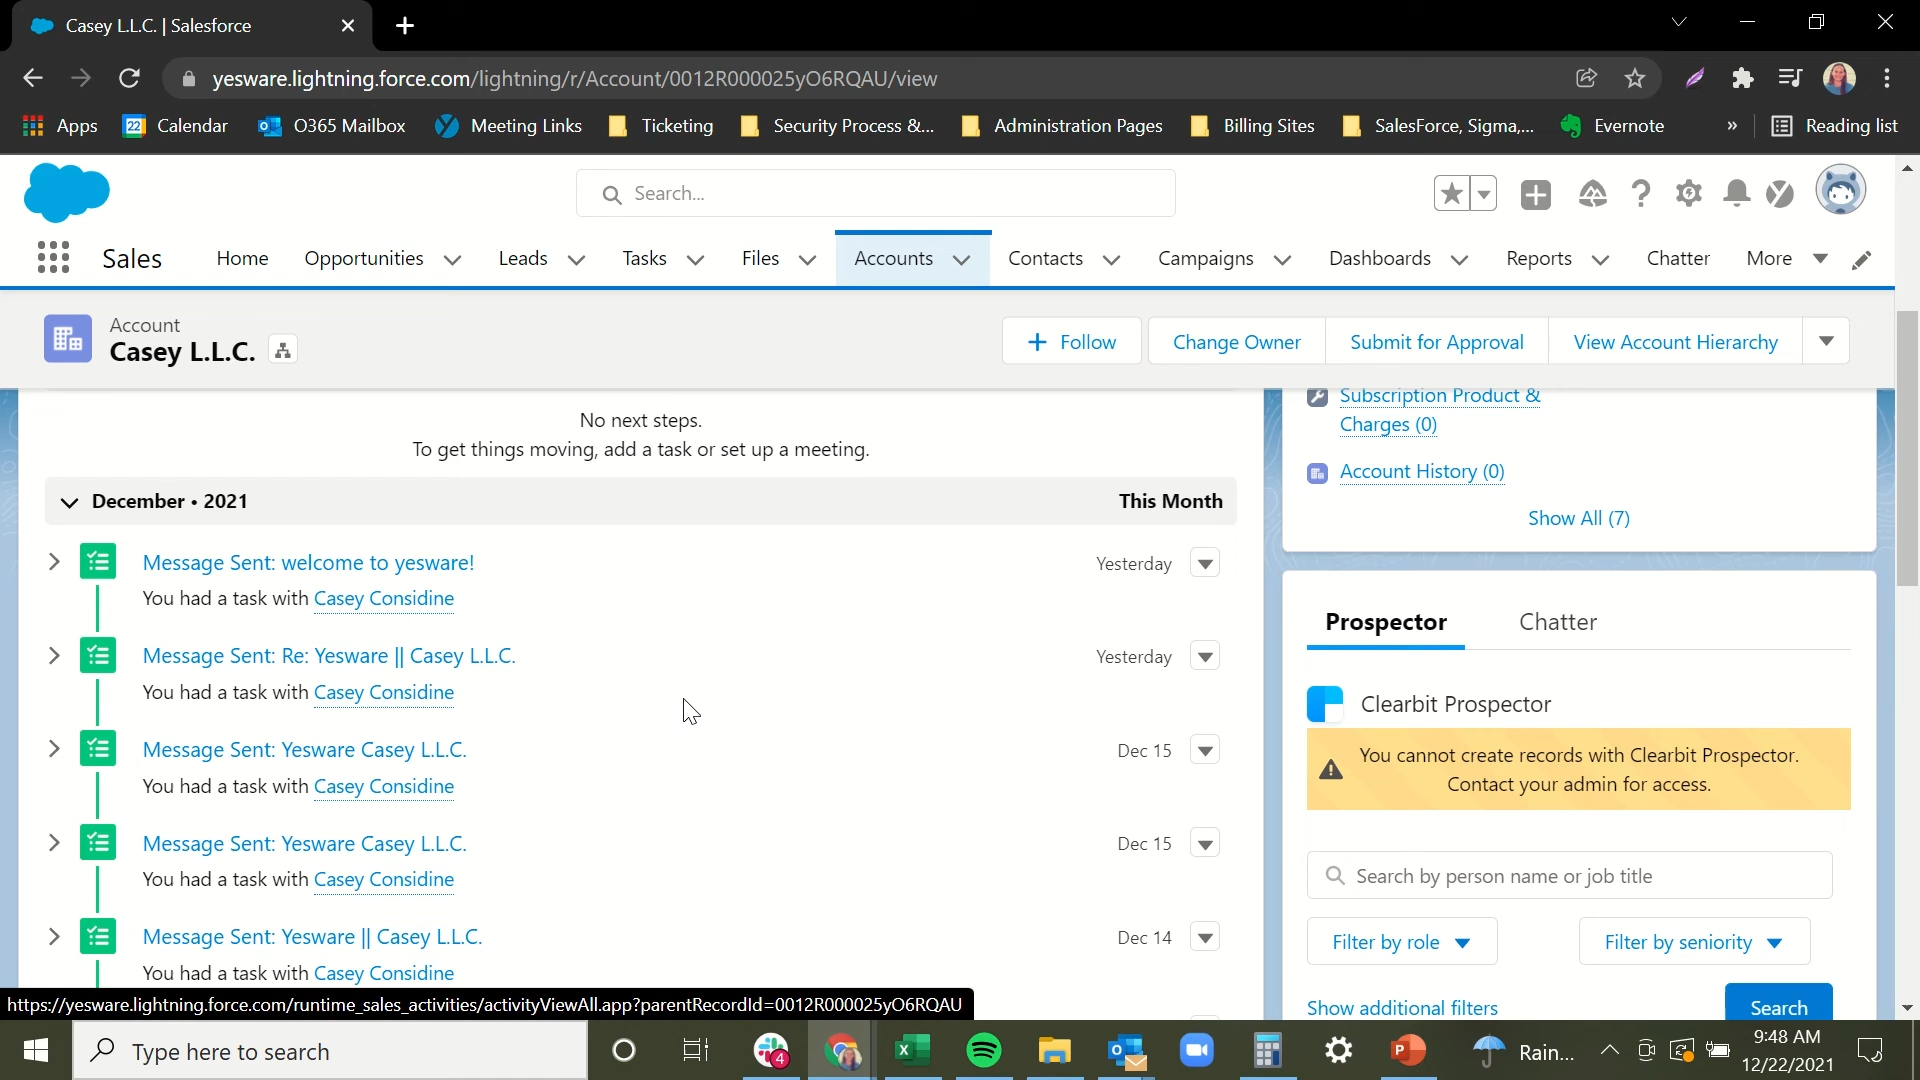 Casey L.L.C. | Salesforce
yesware.lightning.force.com/lightning/r/Account/0012R000025yO6RQAU/view
Apps
22
Calendar
O365 Mailbox
Meeting Links
Ticketing
Security Process &...
Administration Pages
Billing Sites
SalesForce, Sigma,...
Evernote
»
Reading list
Search...
Sales
Home
Opportunities
Leads
Tasks
Files
Accounts
Contacts
Campaigns
Dashboards
Reports
Chatter
More
Account
Casey L.L.C.
+ Follow
Change Owner
Submit for Approval
View Account Hierarchy
No next steps.
To get things moving, add a task or set up a meeting.
December • 2021
This Month
Message Sent: welcome to yesware!
Yesterday
You had a task with Casey Considine
Message Sent: Re: Yesware || Casey L.L.C.
Yesterday
You had a task with Casey Considine
Message Sent: Yesware Casey L.L.C.
Dec 15
You had a task with Casey Considine
Message Sent: Yesware Casey L.L.C.
Dec 15
You had a task with Casey Considine
Message Sent: Yesware || Casey L.L.C.
Dec 14
You had a task with Casey Considine
Subscription Product &
Charges (0)
Account History (0)
Show All (7)
Prospector
Chatter
Clearbit Prospector
You cannot create records with Clearbit Prospector.
Contact your admin for access.
Search by person name or job title
Filter by role
Filter by seniority
Show additional filters
Search
https://yesware.lightning.force.com/runtime_sales_activities/activityViewAll.app?parentRecordId=0012R000025yO6RQAU
Type here to search
4
Rain...
9:48 AM
12/22/2021